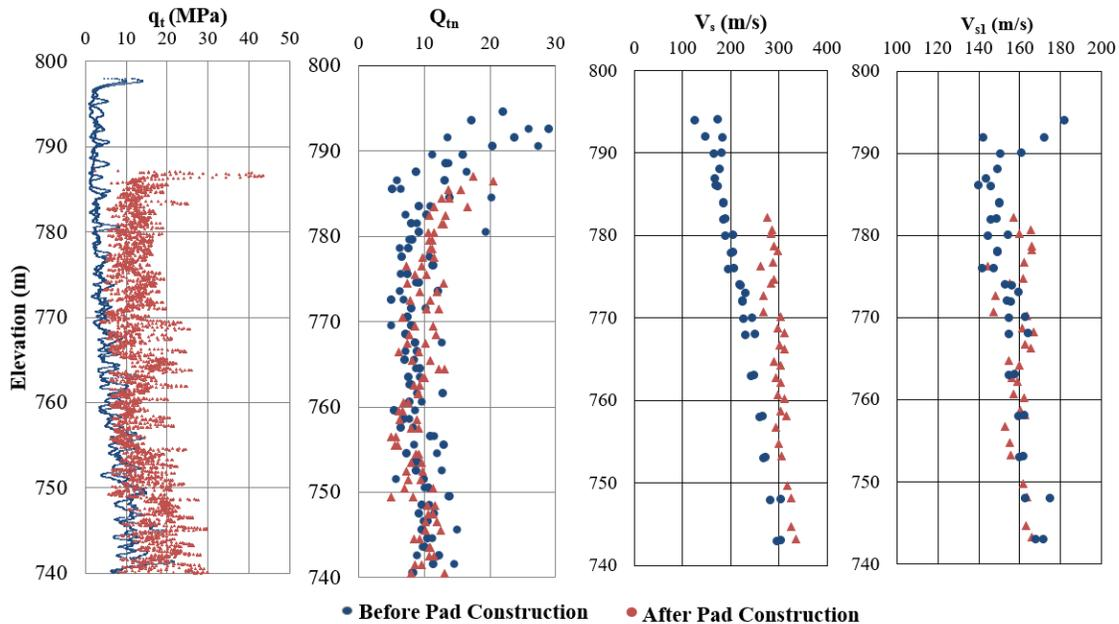 qt (MPa)
0 10 20 30 40 50
800
790
780
770
760
750
740
Elevation (m)
Qtn
0 10 20 30
800
790
780
770
760
750
740
Vs (m/s)
0 100 200 300 400
800
790
780
770
760
750
740
Vs1 (m/s)
100 120 140 160 180 200
800
790
780
770
760
750
740
Before Pad Construction
After Pad Construction